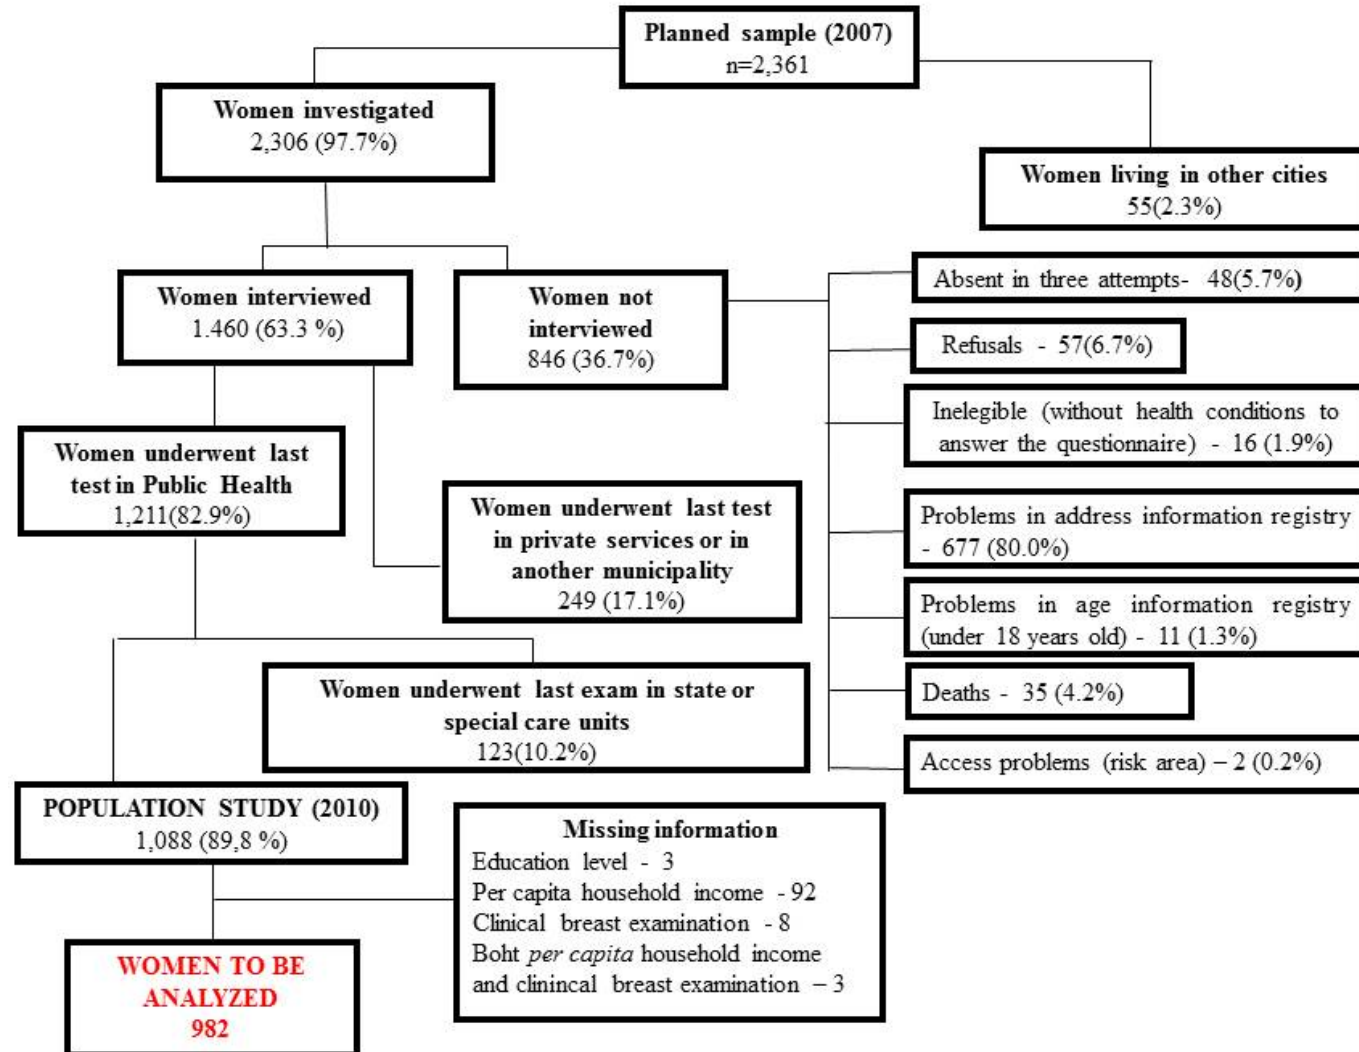 Planned sample (2007)
n=2,361
Women investigated
2,306 (97.7%)
Women living in other cities
55(2.3%)
Women interviewed
1.460 (63.3 %)
Women not
interviewed
846 (36.7%)
Absent in three attempts- 48(5.7%)
Refusals - 57(6.7%)
Inelegible (without health conditions to
answer the questionnaire) - 16 (1.9%)
Problems in address information registry
- 677 (80.0%)
Problems in age information registry
(under 18 years old) - 11 (1.3%)
Deaths - 35 (4.2%)
Access problems (risk area) – 2 (0.2%)
Women underwent last
test in Public Health
1,211(82.9%)
Women underwent last test
in private services or in
another municipality
249 (17.1%)
Women underwent last exam in state or
special care units
123(10.2%)
POPULATION STUDY (2010)
1,088 (89,8 %)
Missing information
Education level - 3
Per capita household income - 92
Clinical breast examination - 8
Boht per capita household income
and clinincal breast examination – 3
WOMEN TO BE
ANALYZED
982